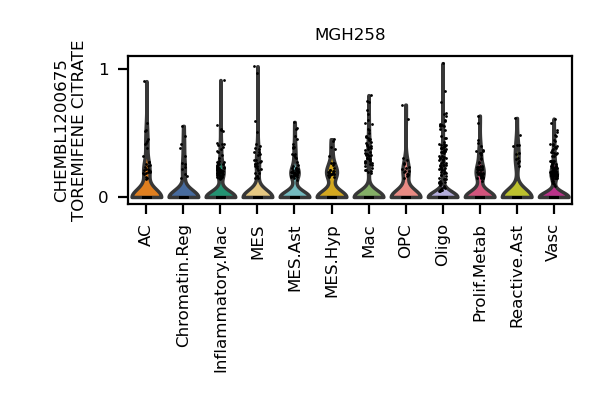 MGH258
CHEMBL1200675
TOREMIFENE CITRATE
1
0
AC
Chromatin.Reg
Inflammatory.Mac
MES
MES.Ast
MES.Hyp
Mac
OPC
Oligo
Prolif.Metab
Reactive.Ast
Vasc